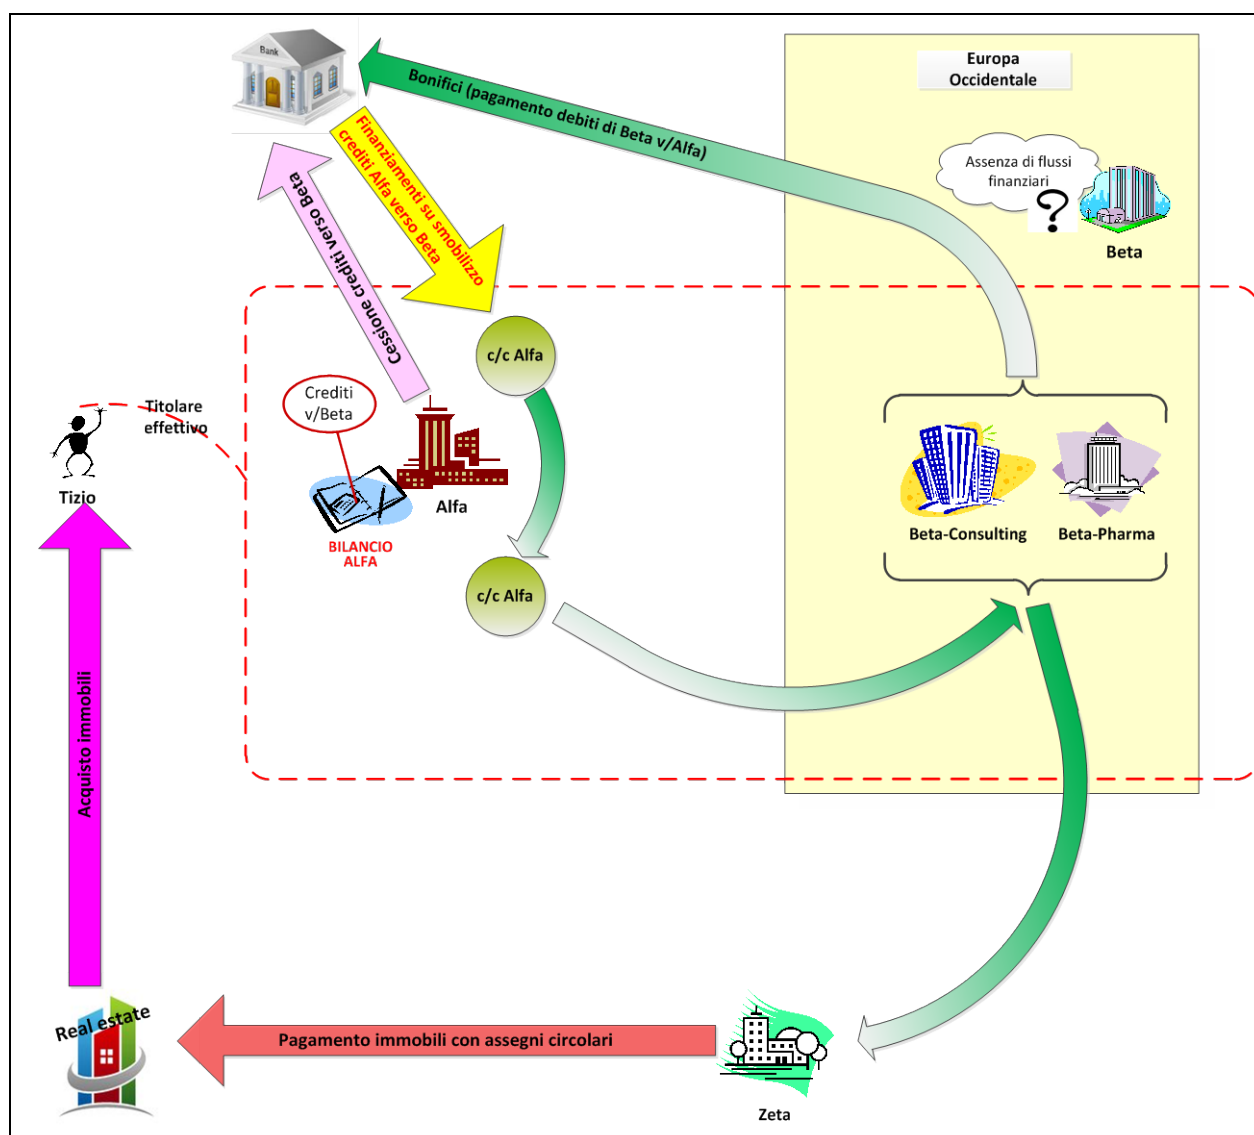 Bank
Europa
Occidentale
Bonifici (pagamento debiti di Beta v/Alfa)
Finanziamenti su smobilizzo
crediti Alfa verso Beta
Assenza di flussi
finanziari
?
Beta
Cessione crediti verso Beta
c/c Alfa
Crediti
v/Beta
Titolare
effettivo
Tizio
Alfa
BILANCIO
ALFA
Beta-Consulting
Beta-Pharma
c/c Alfa
Acquisto immobili
Real estate
Pagamento immobili con assegni circolari
Zeta